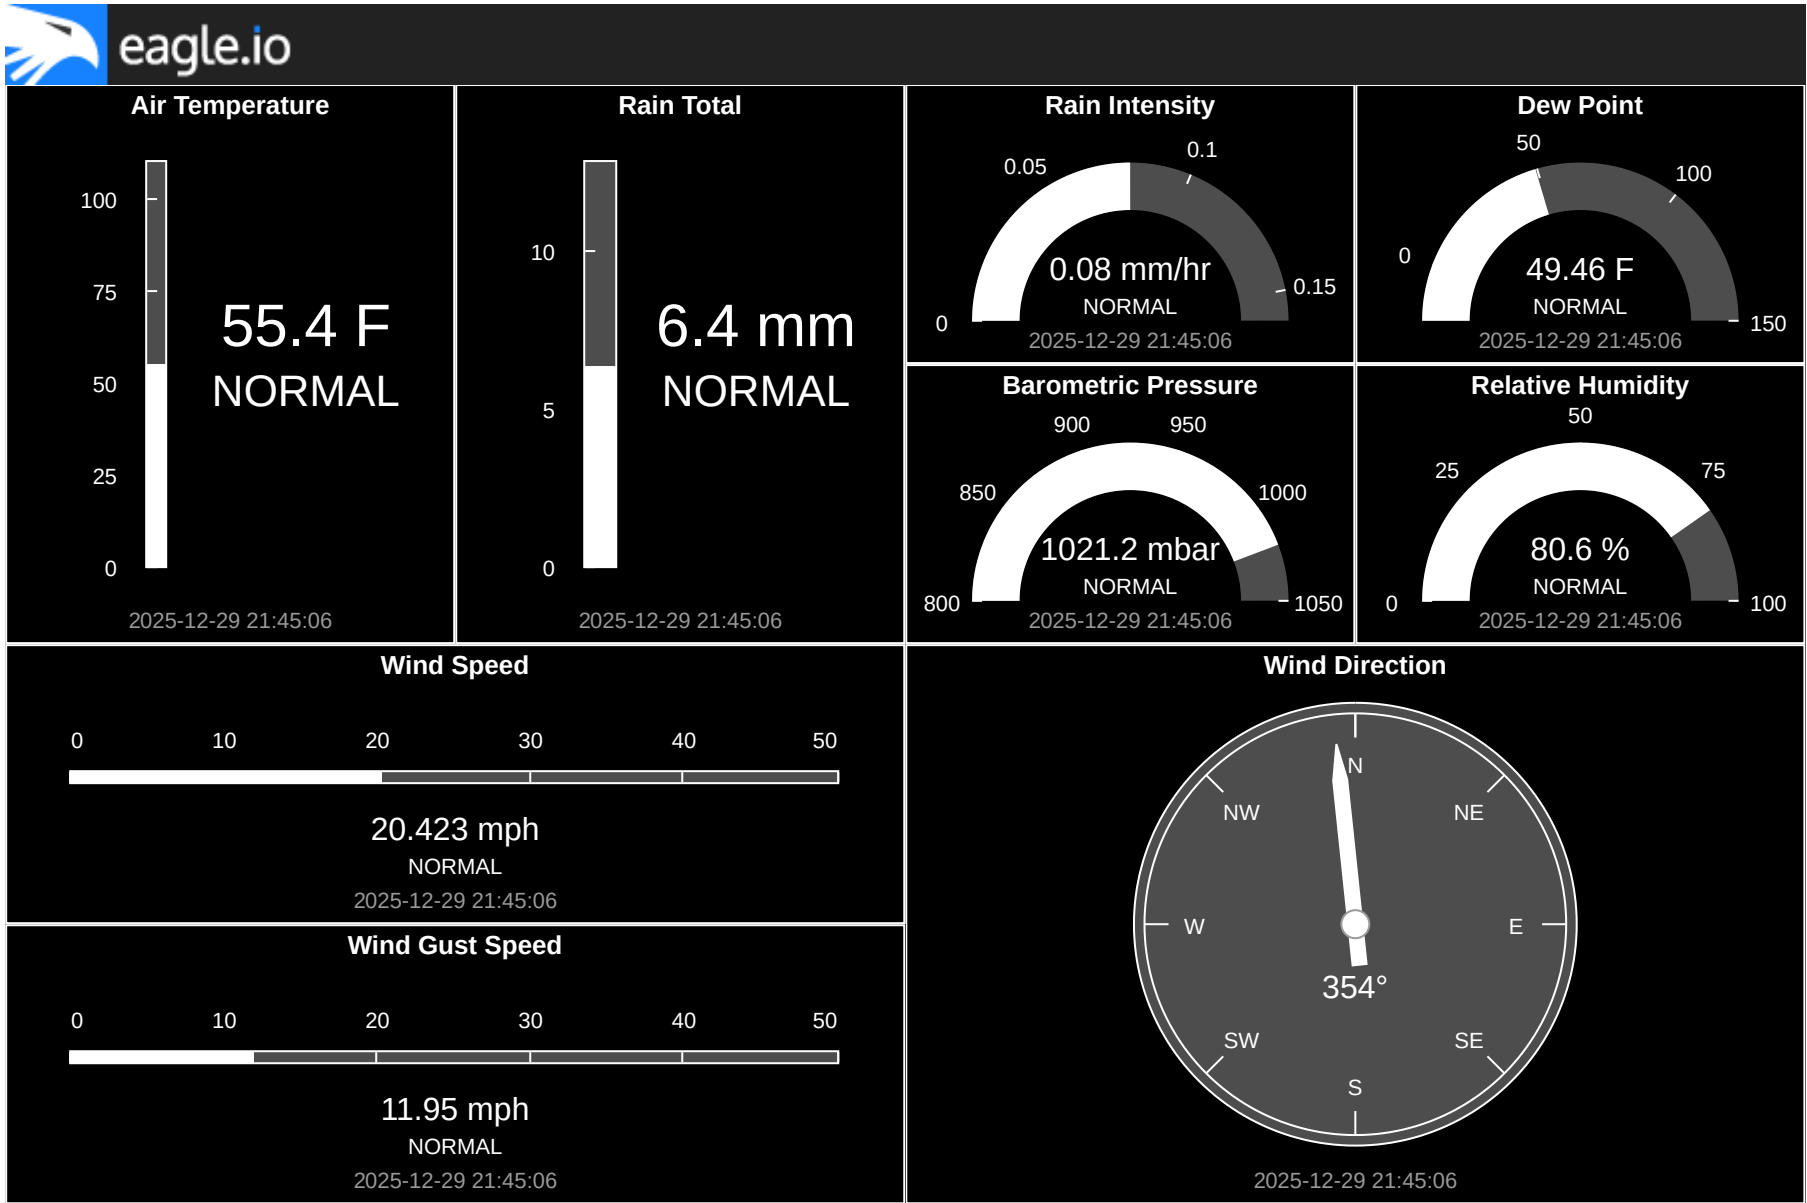 eagle.io
Air Temperature
100
75
50
25
0
55.4 F
NORMAL
2025-12-29 21:45:06
Rain Total
10
5
0
6.4 mm
NORMAL
2025-12-29 21:45:06
Rain Intensity
0
0.05
0.1
0.15
0.08 mm/hr
NORMAL
2025-12-29 21:45:06
Dew Point
0
50
100
150
49.46 F
NORMAL
2025-12-29 21:45:06
Barometric Pressure
800
850
900
950
1000
1050
1021.2 mbar
NORMAL
2025-12-29 21:45:06
Relative Humidity
0
25
50
75
100
80.6 %
NORMAL
2025-12-29 21:45:06
Wind Speed
0 10 20 30 40 50
20.423 mph
NORMAL
2025-12-29 21:45:06
Wind Gust Speed
0 10 20 30 40 50
11.95 mph
NORMAL
2025-12-29 21:45:06
Wind Direction
N
NW NE
W E
354°
SW SE
S
2025-12-29 21:45:06